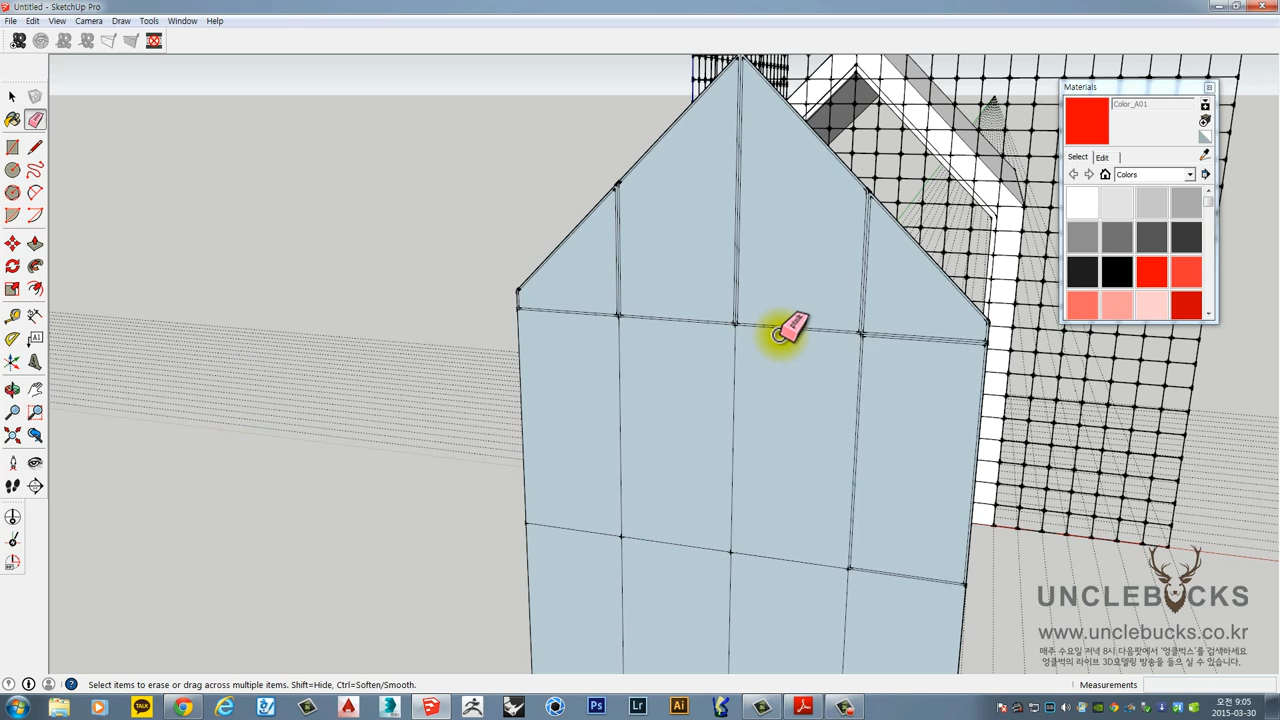 Untitled - SketchUp Pro
File Edit View Camera Draw Tools Window Help
Materials
Color_A01
Select Edit
Colors
UNCLEBUCKS
www.unclebucks.co.kr
매주 수요일 저녁 8시 다음팟에서 '엉클벅스'를 검색하세요
엉클벅의 라이브 3D모델링 방송을 들으 실 수 있습니다.
Select items to erase or drag across multiple items. Shift=Hide, Ctrl=Soften/Smooth.
Measurements
TALK
Ps
Lr
Ai
오전 9:05
2015-03-30